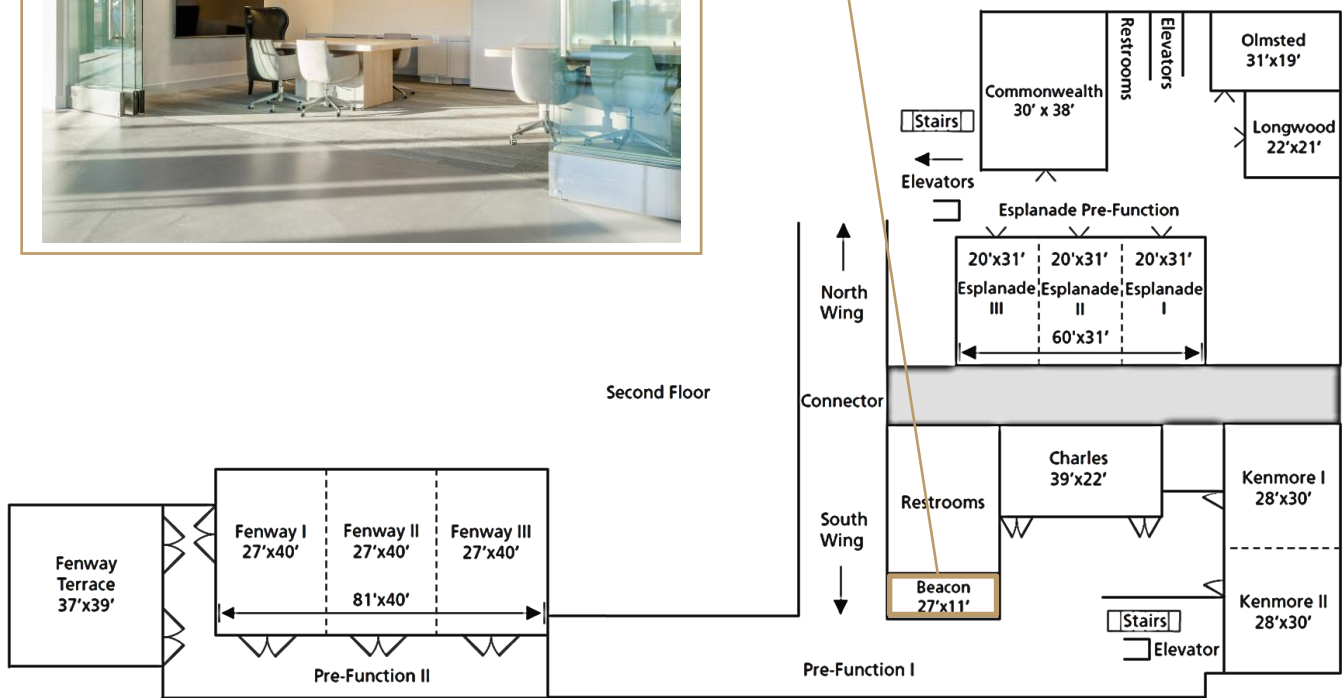 Restrooms
Elevators
Olmsted
31'x19'
Commonwealth
30' x 38'
Stairs
Longwood
22'x21'
Elevators
Esplanade Pre-Function
20'x31'
Esplanade
III
20'x31'
Esplanade
II
20'x31'
Esplanade
I
60'x31'
North
Wing
Second Floor
Connector
Charles
39'x22'
Kenmore I
28'x30'
Restrooms
South
Wing
Fenway I
27'x40'
Fenway II
27'x40'
Fenway III
27'x40'
Fenway
Terrace
37'x39'
81'x40'
Beacon
27'x11'
Kenmore II
28'x30'
Stairs
Elevator
Pre-Function II
Pre-Function I